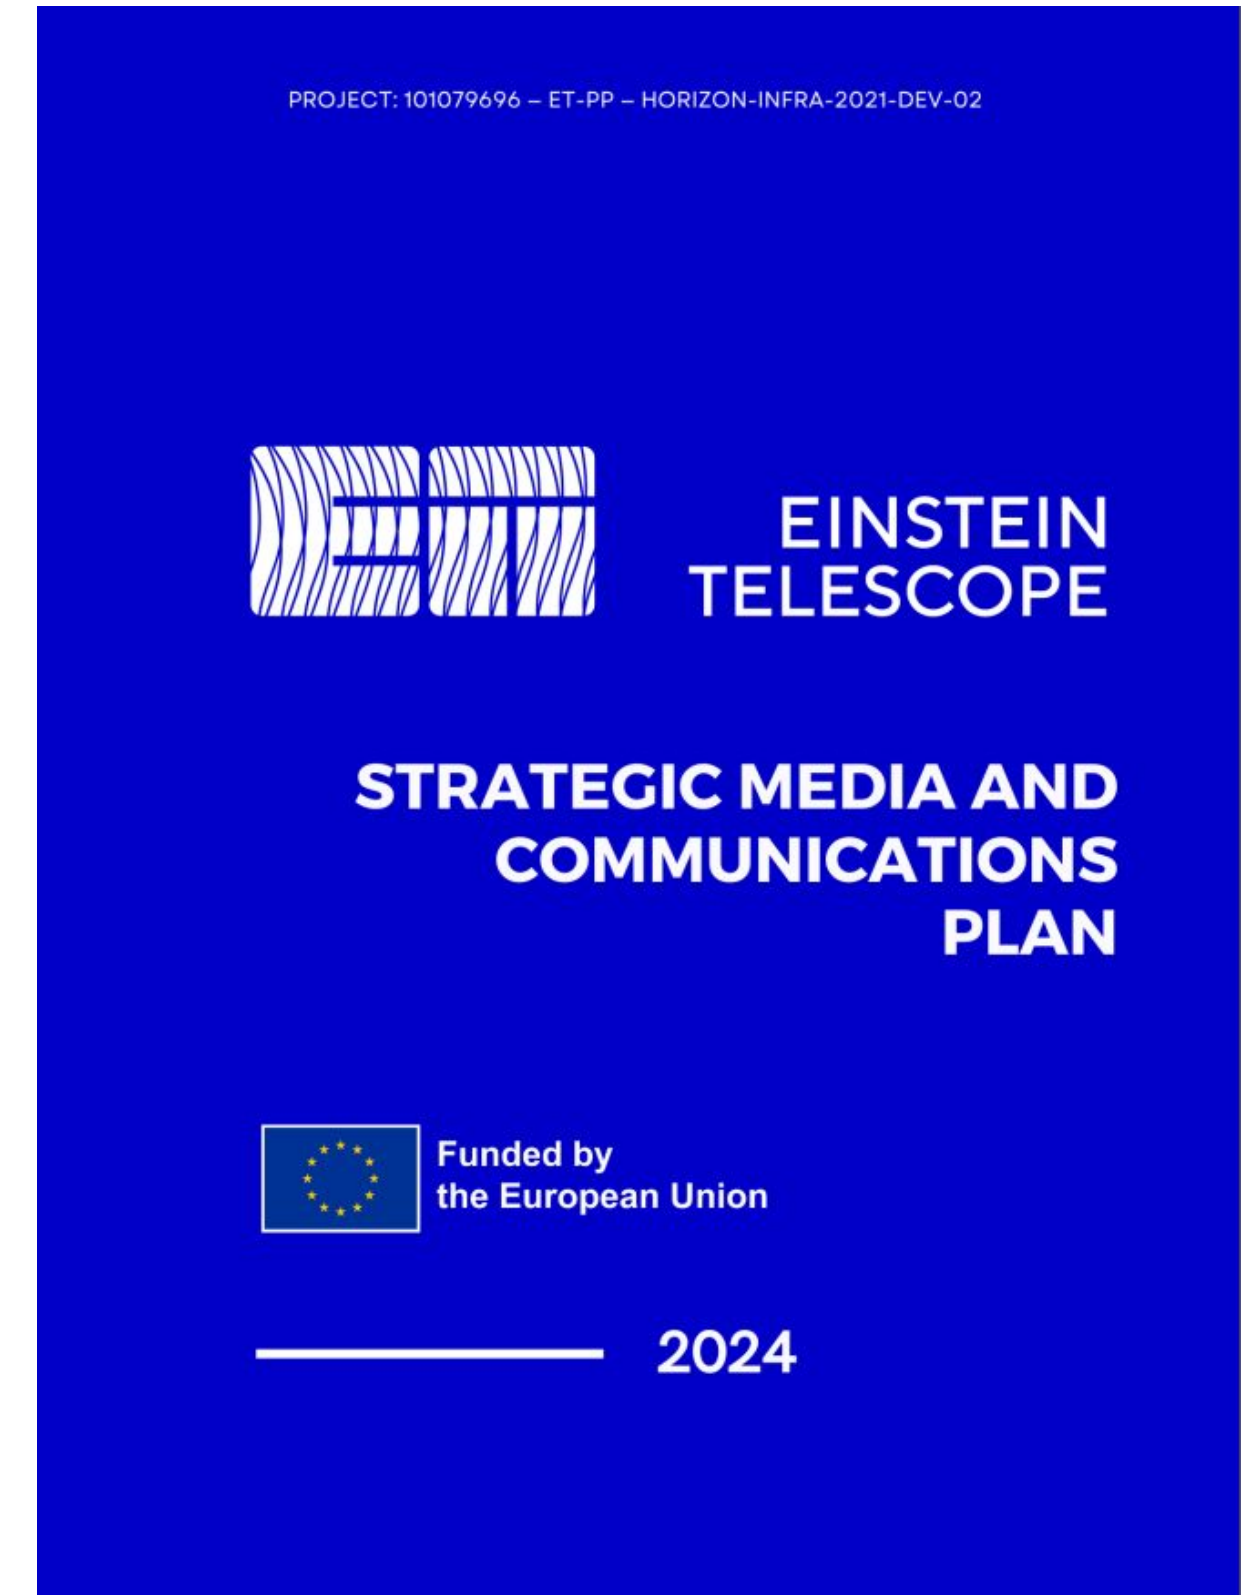 PROJECT: 101079696 – ET-PP – HORIZON-INFRA-2021-DEV-02
ET
EINSTEIN
TELESCOPE
STRATEGIC MEDIA AND
COMMUNICATIONS
PLAN
Funded by
the European Union
2024